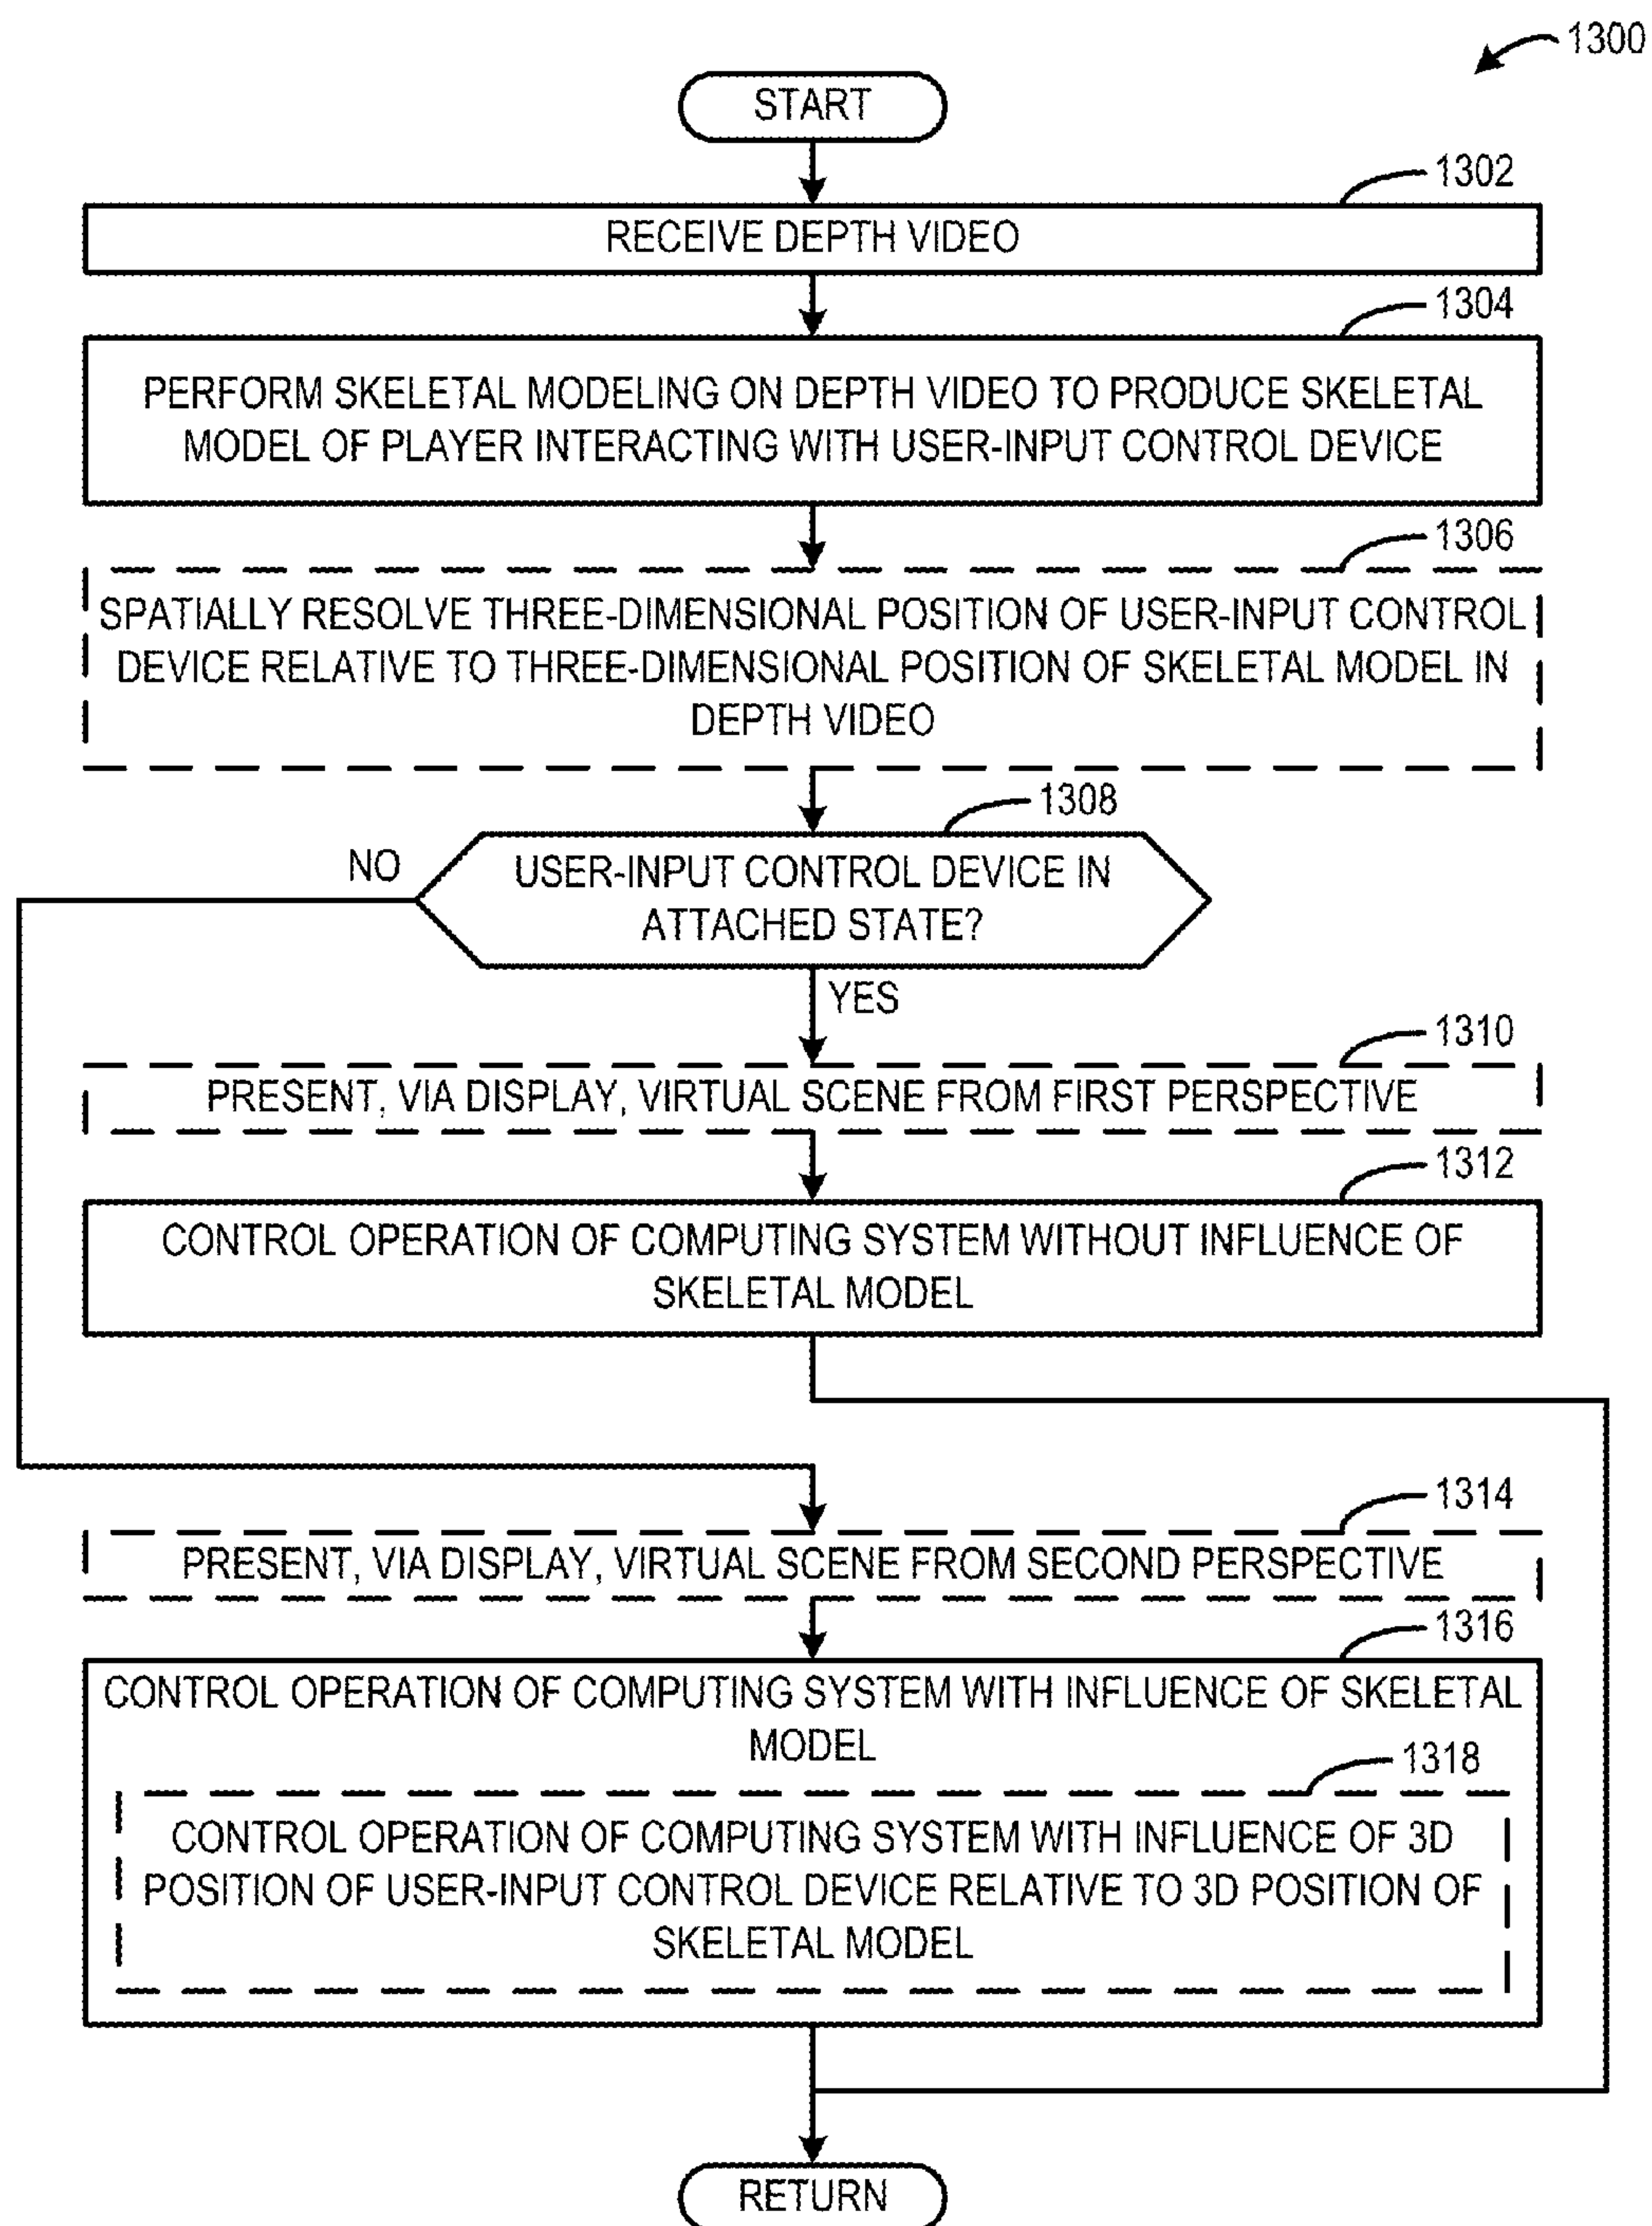 1300
START
1302
RECEIVE DEPTH VIDEO
1304
PERFORM SKELETAL MODELING ON DEPTH VIDEO TO PRODUCE SKELETAL
MODEL OF PLAYER INTERACTING WITH USER-INPUT CONTROL DEVICE
1306
SPATIALLY RESOLVE THREE-DIMENSIONAL POSITION OF USER-INPUT CONTROL
DEVICE RELATIVE TO THREE-DIMENSIONAL POSITION OF SKELETAL MODEL IN
DEPTH VIDEO
1308
NO
USER-INPUT CONTROL DEVICE IN
ATTACHED STATE?
YES
1310
PRESENT, VIA DISPLAY, VIRTUAL SCENE FROM FIRST PERSPECTIVE
1312
CONTROL OPERATION OF COMPUTING SYSTEM WITHOUT INFLUENCE OF
SKELETAL MODEL
1314
PRESENT, VIA DISPLAY, VIRTUAL SCENE FROM SECOND PERSPECTIVE
1316
CONTROL OPERATION OF COMPUTING SYSTEM WITH INFLUENCE OF SKELETAL
MODEL
1318
CONTROL OPERATION OF COMPUTING SYSTEM WITH INFLUENCE OF 3D
POSITION OF USER-INPUT CONTROL DEVICE RELATIVE TO 3D POSITION OF
SKELETAL MODEL
RETURN